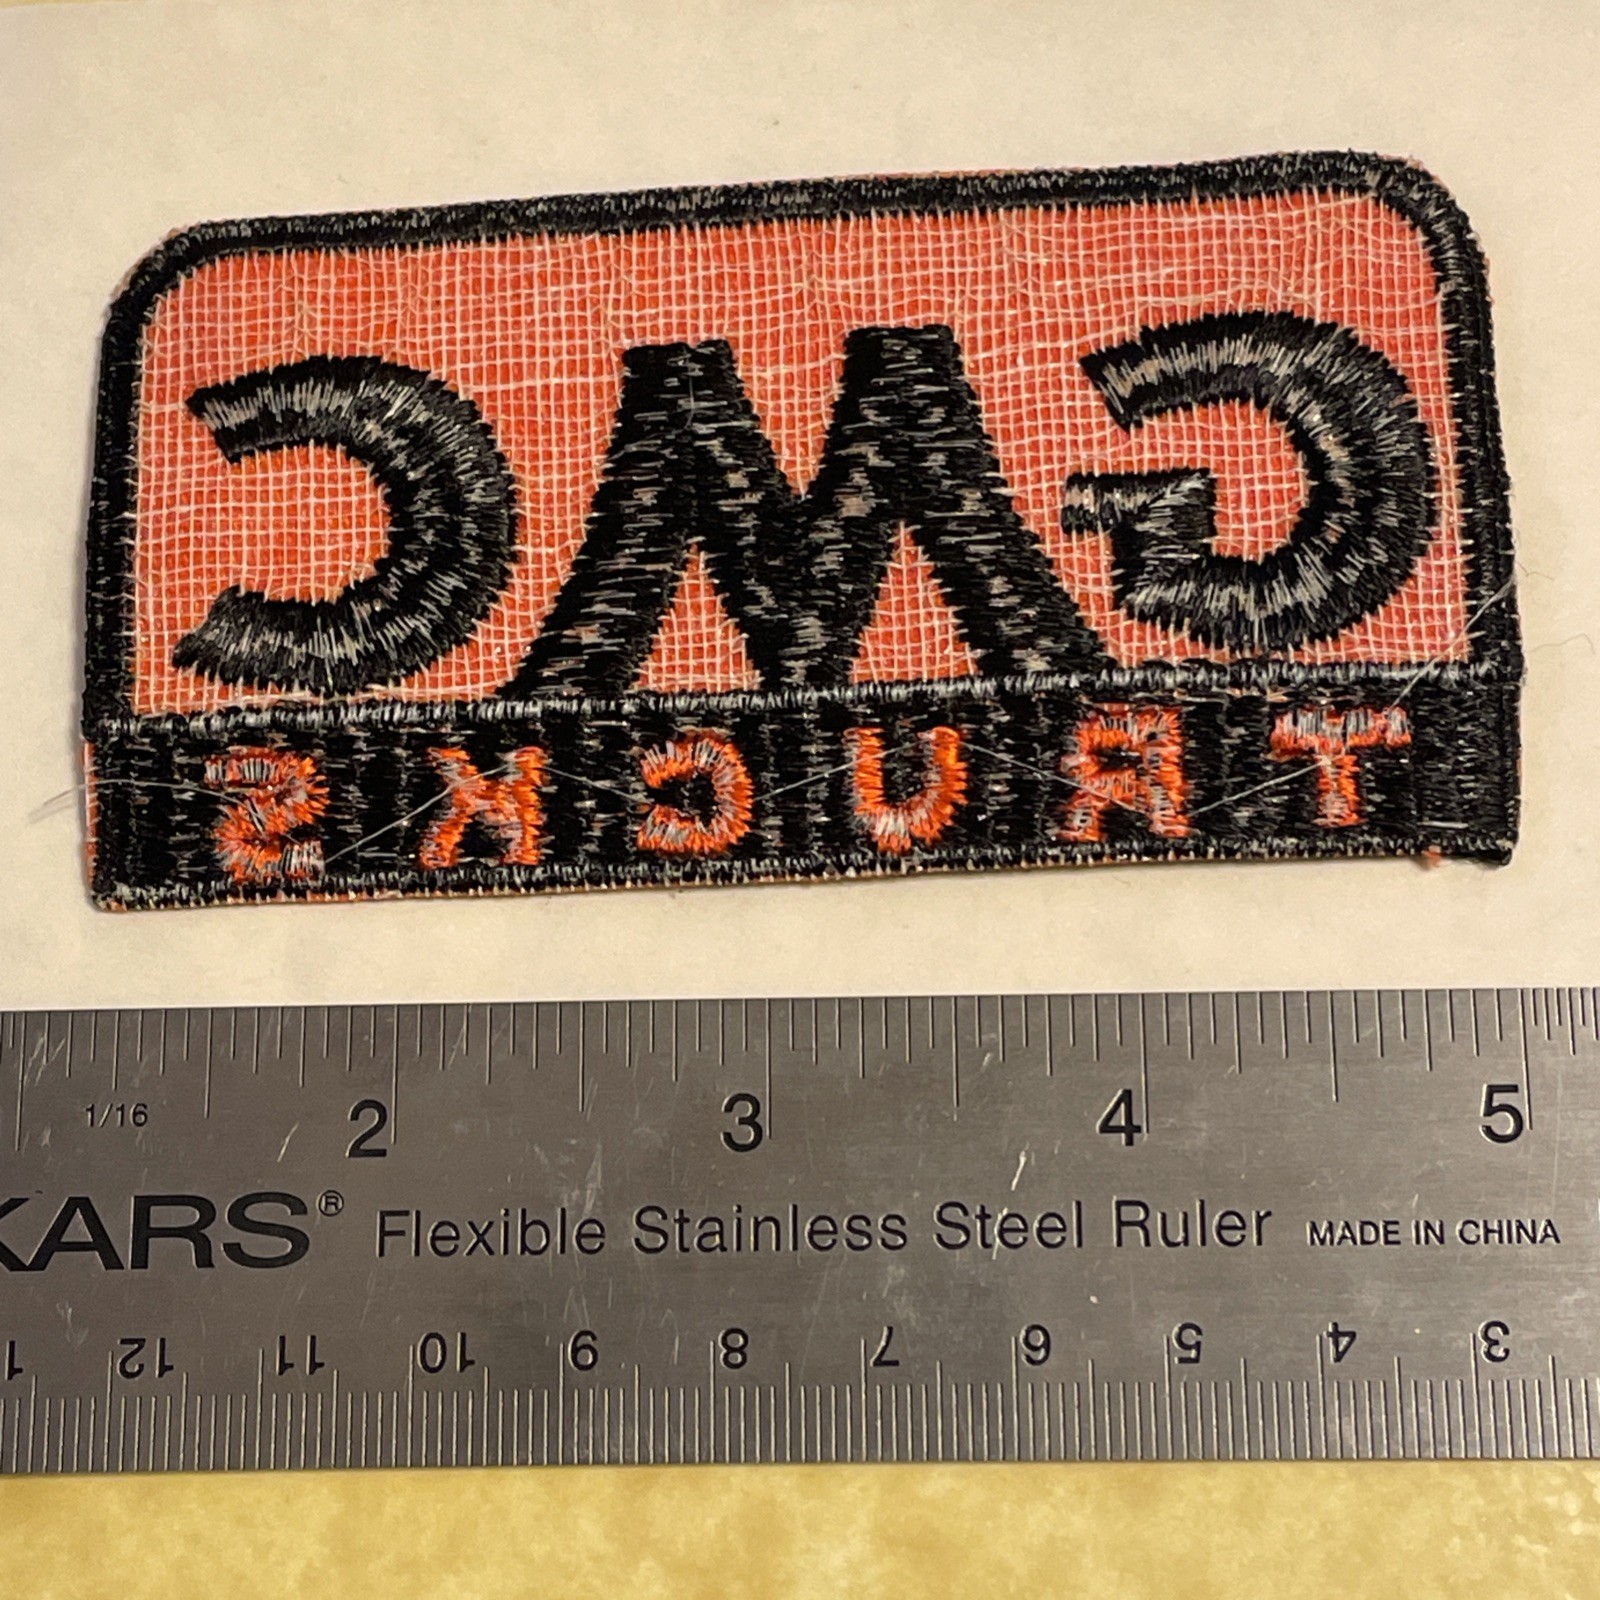 GMC
TRUCKS
1/16 2 3 4 5
KARS® Flexible Stainless Steel Ruler MADE IN CHINA
12 11 10 9 8 7 6 5 4 3